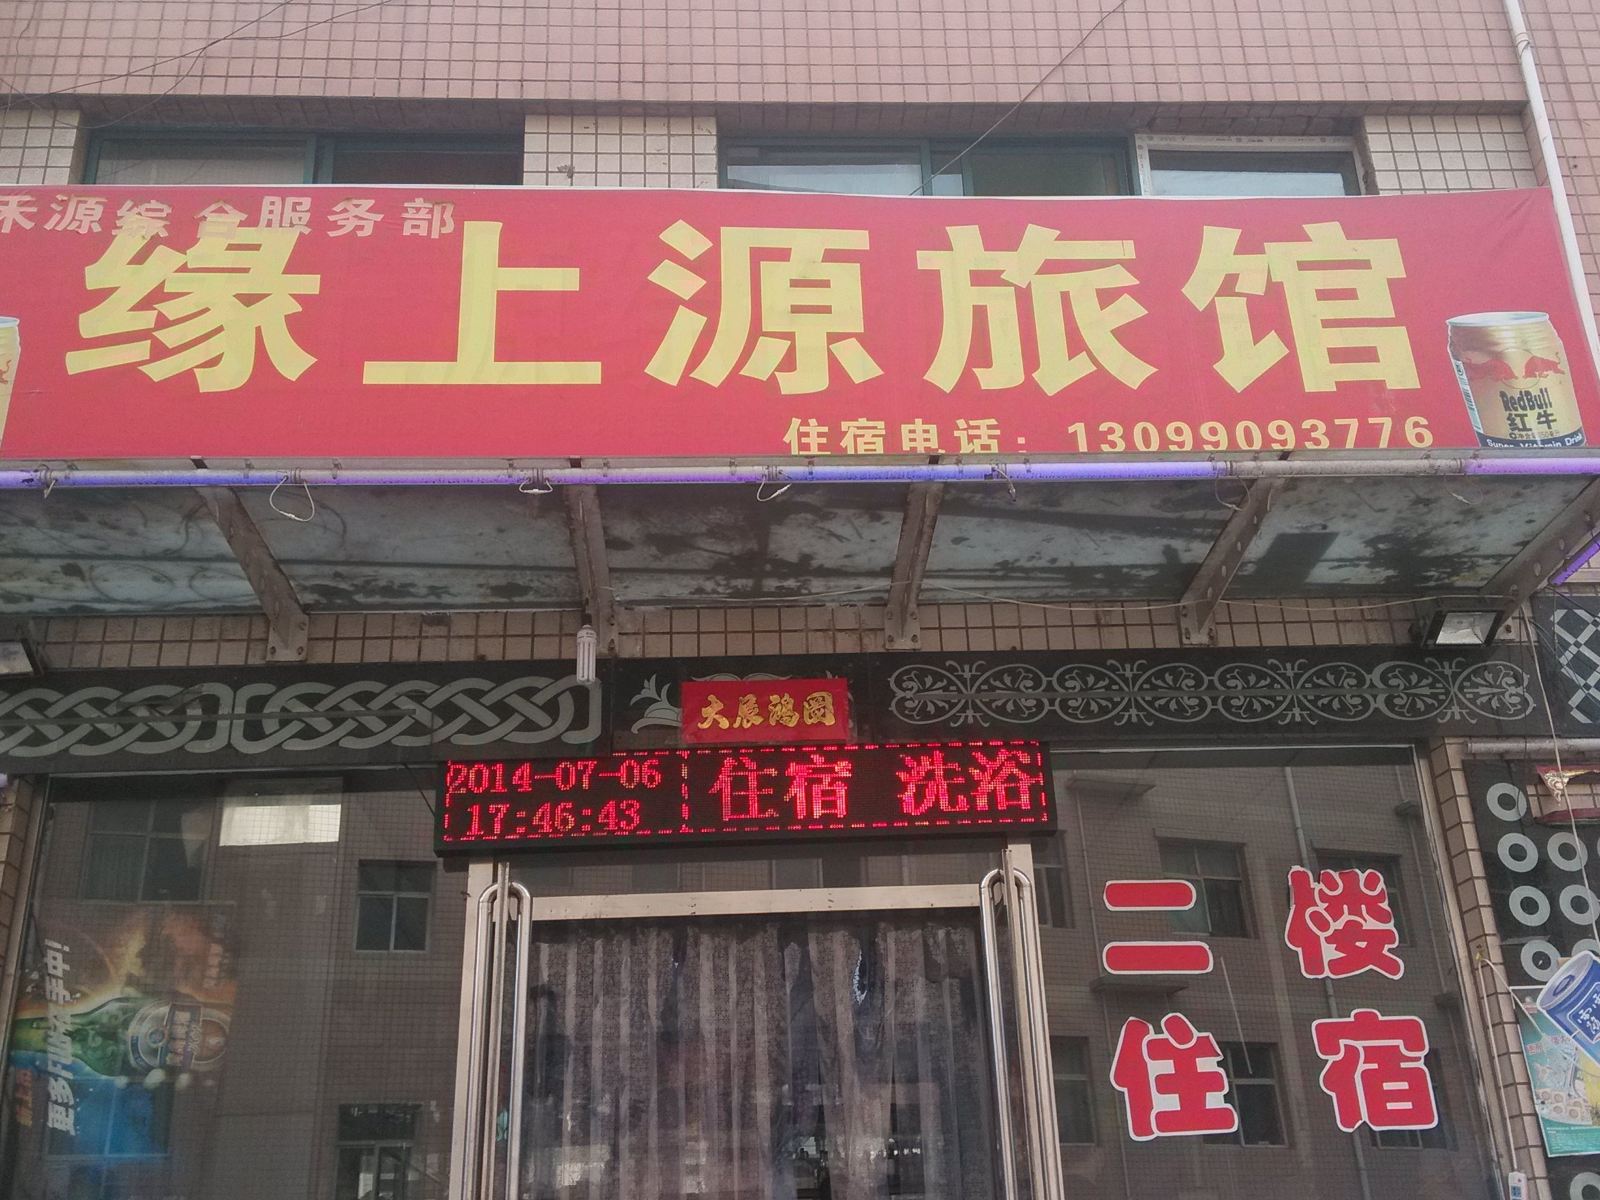 禾源综合服务部
缘上源旅馆
住宿电话：13099093776
RedBull
红牛
大展鸿图
2014-07-06
17:46:43
住宿 洗浴
二楼
住宿